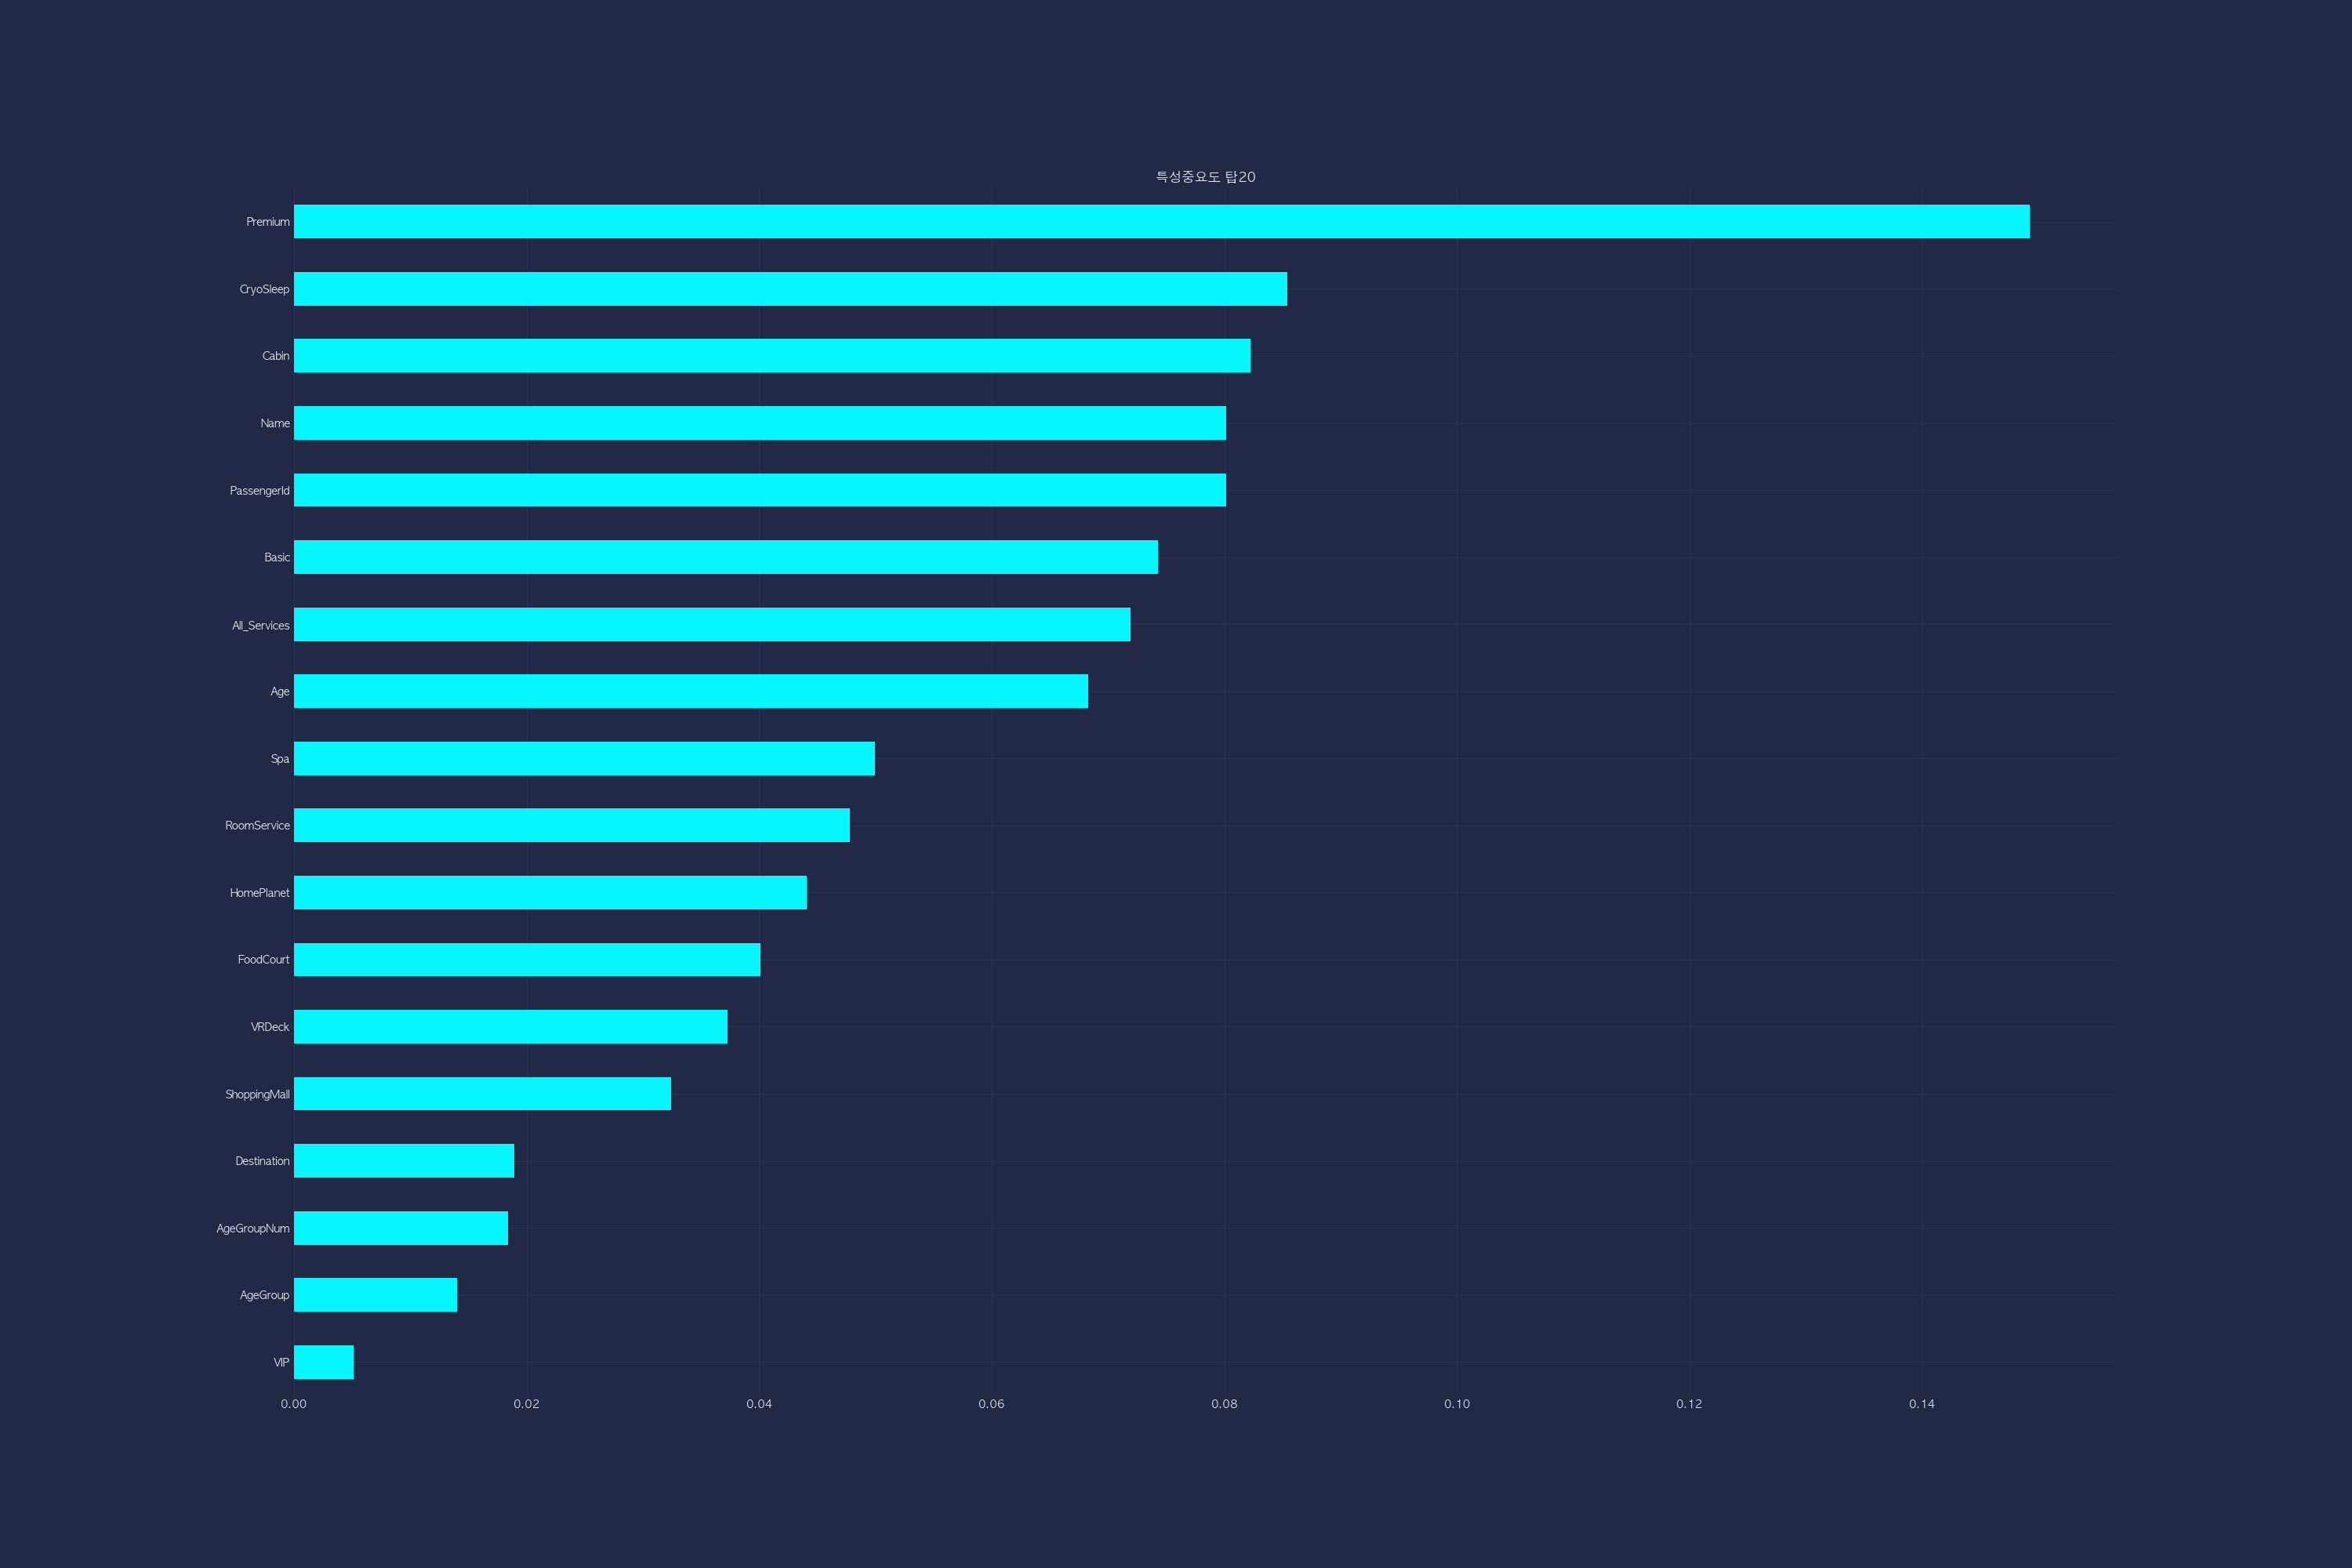 특성중요도 탑20
Premium
CryoSleep
Cabin
Name
PassengerId
Basic
All_Services
Age
Spa
RoomService
HomePlanet
FoodCourt
VRDeck
ShoppingMall
Destination
AgeGroupNum
AgeGroup
VIP
0.00 0.02 0.04 0.06 0.08 0.10 0.12 0.14